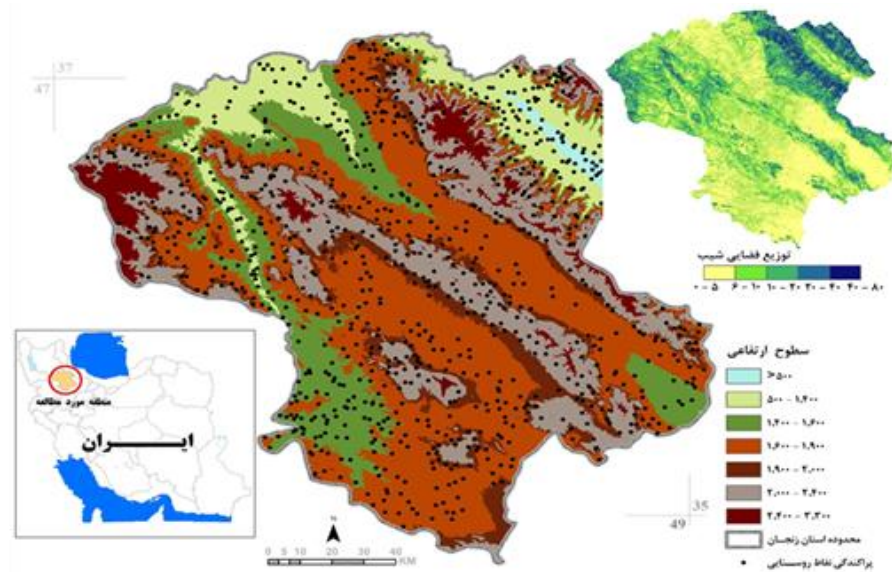 37
47
توزیع فضایی شیب
۰ - ۵
۶ - ۱۰
۱۰ - ۲۰
۲۰ - ۴۰
۴۰ - ۸۰
سطوح ارتفاعی
< ۵۰۰
۵۰۰ - ۱,۴۰۰
۱,۴۰۰ - ۱,۶۰۰
۱,۶۰۰ - ۱,۹۰۰
۱,۹۰۰ - ۲,۰۰۰
۲,۰۰۰ - ۲,۴۰۰
۲,۴۰۰ - ۳,۳۰۰
محدوده استان زنجان
پراکندگی نقاط روستایی
منطقه مورد مطالعه
ایـــــران
35
49
N
0 5 10 20 30 40
KM